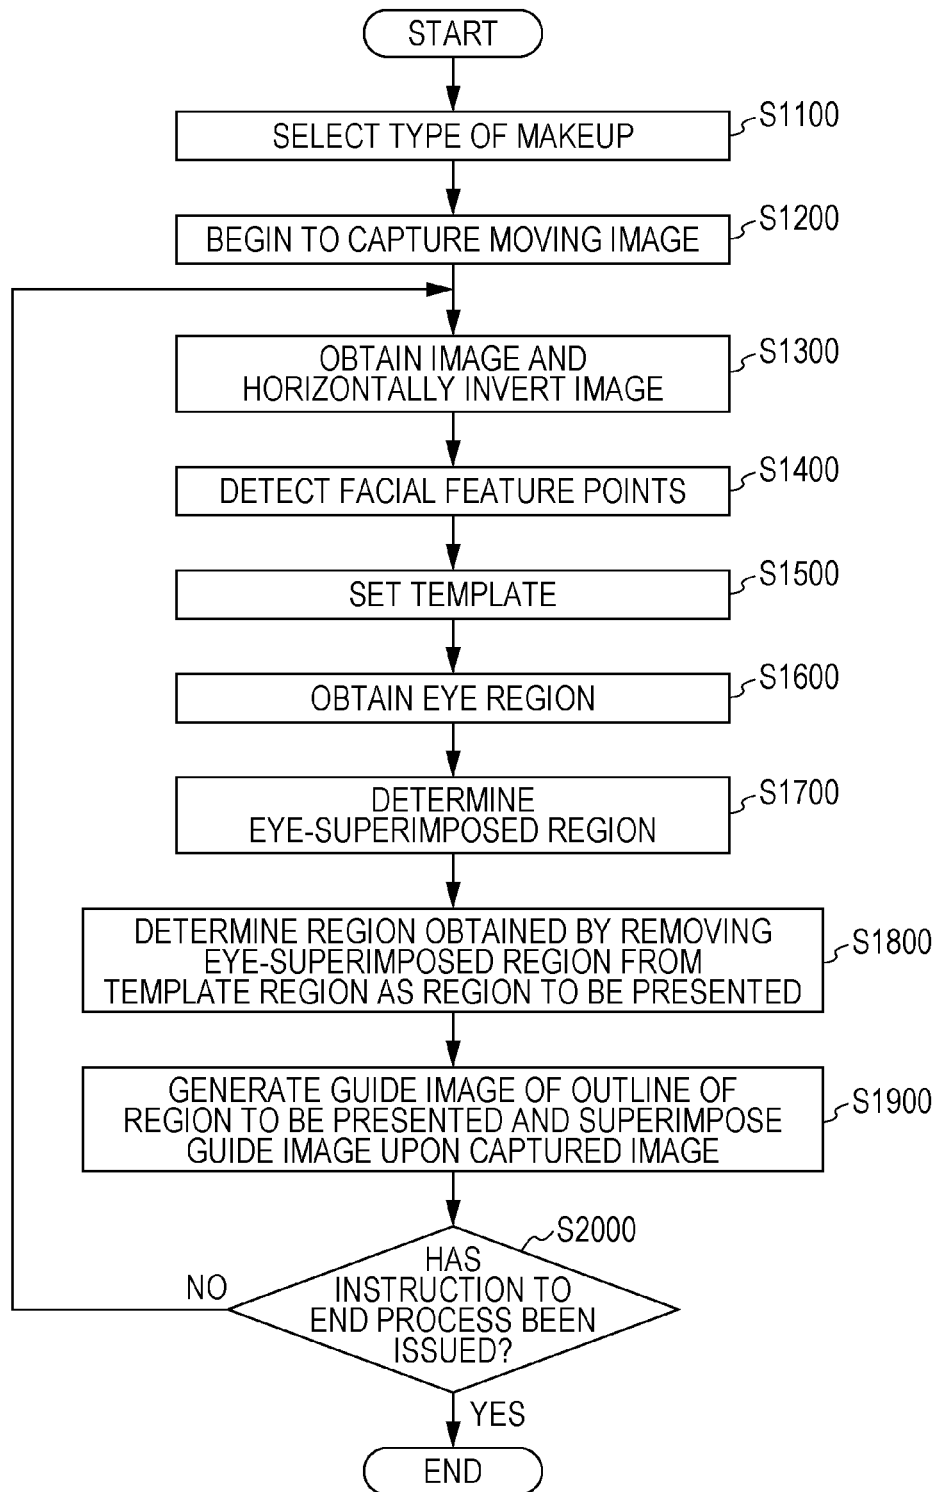 START
SELECT TYPE OF MAKEUP
S1100
BEGIN TO CAPTURE MOVING IMAGE
S1200
OBTAIN IMAGE AND
HORIZONTALLY INVERT IMAGE
S1300
DETECT FACIAL FEATURE POINTS
S1400
SET TEMPLATE
S1500
OBTAIN EYE REGION
S1600
DETERMINE
EYE-SUPERIMPOSED REGION
S1700
DETERMINE REGION OBTAINED BY REMOVING
EYE-SUPERIMPOSED REGION FROM
TEMPLATE REGION AS REGION TO BE PRESENTED
S1800
GENERATE GUIDE IMAGE OF OUTLINE OF
REGION TO BE PRESENTED AND SUPERIMPOSE
GUIDE IMAGE UPON CAPTURED IMAGE
S1900
S2000
HAS
INSTRUCTION TO
END PROCESS BEEN
ISSUED?
NO
YES
END